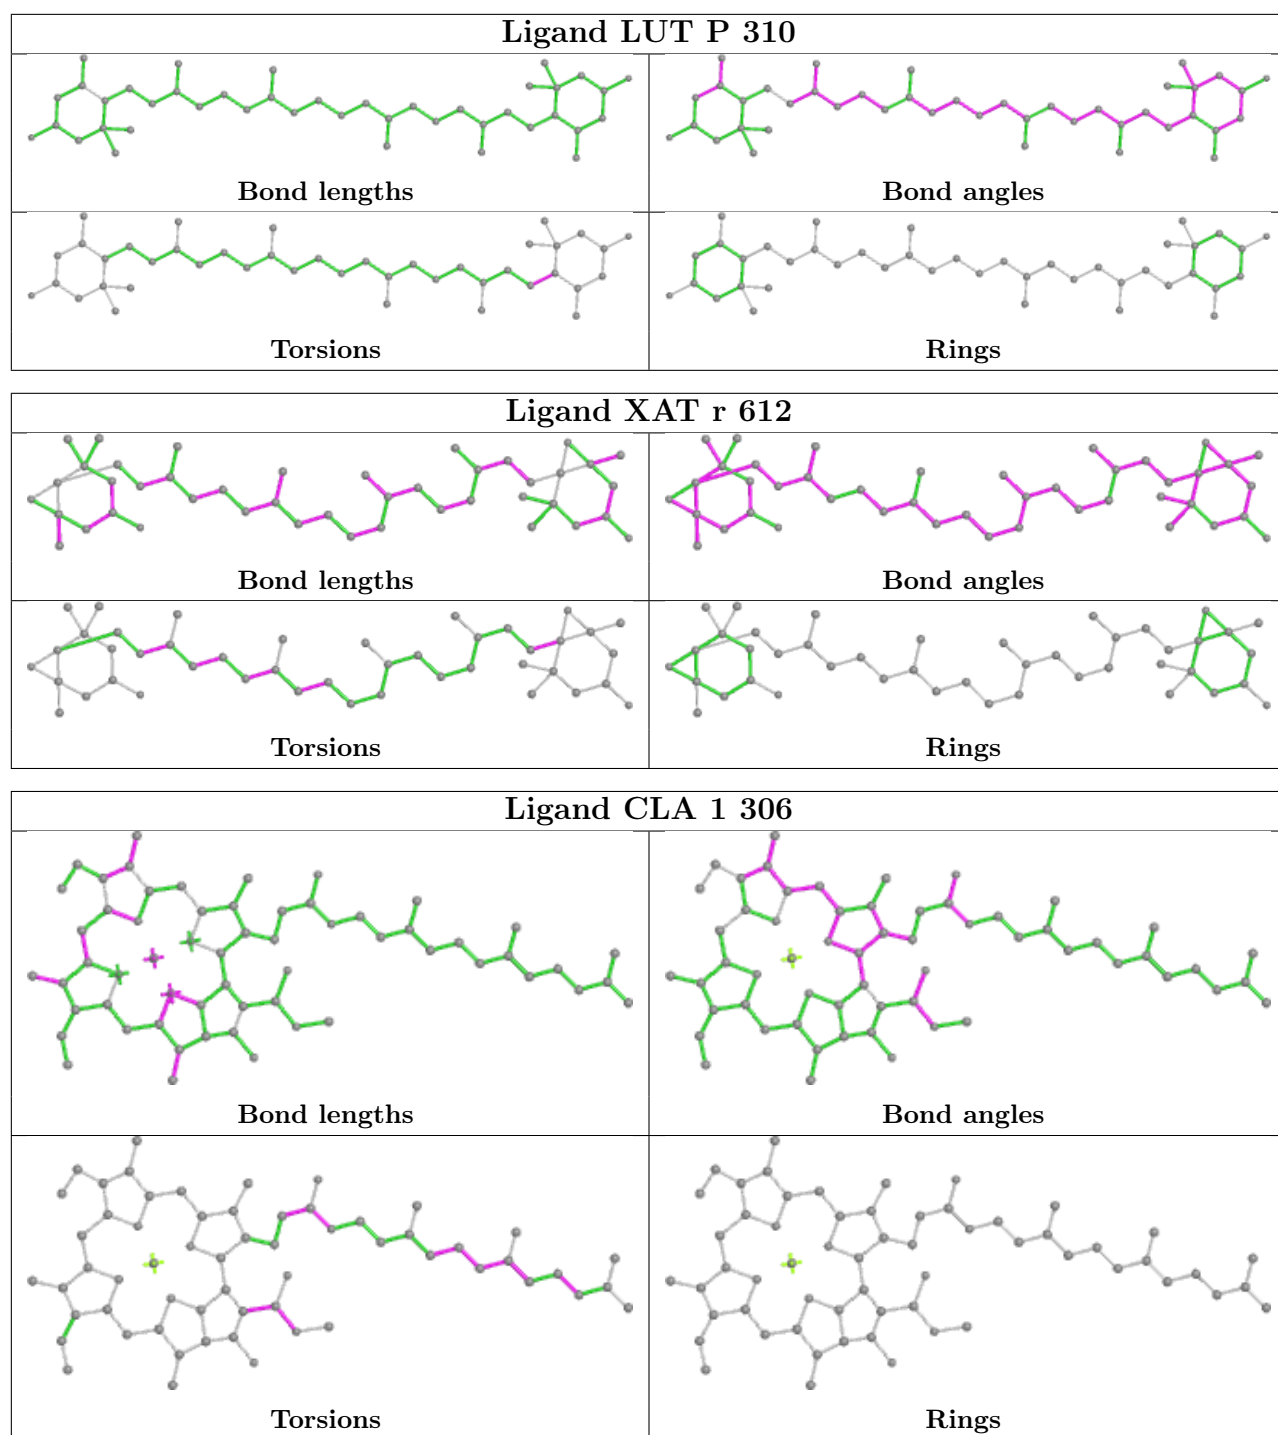 Ligand LUT P 310
Bond lengths
Bond angles
Torsions
Rings
Ligand XAT r 612
Bond lengths
Bond angles
Torsions
Rings
Ligand CLA 1 306
Bond lengths
Bond angles
Torsions
Rings